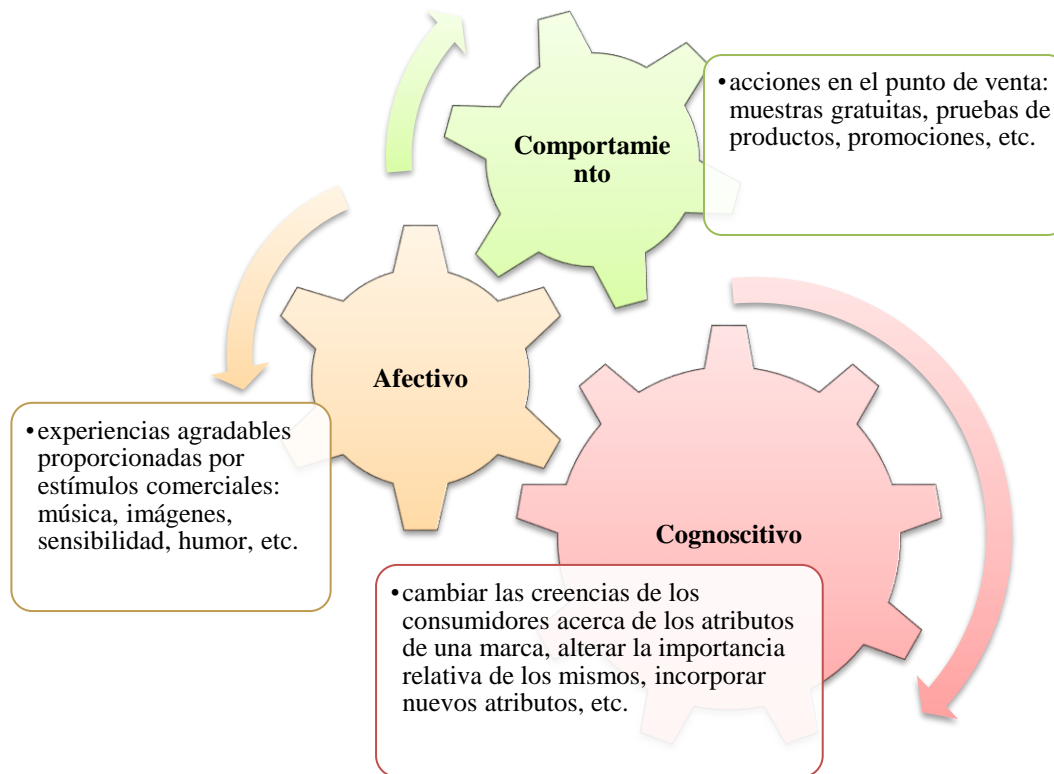 Comportamie
nto
•acciones en el punto de venta:
muestras gratuitas, pruebas de
productos, promociones, etc.
Afectivo
•experiencias agradables
proporcionadas por
estímulos comerciales:
música, imágenes,
sensibilidad, humor, etc.
Cognoscitivo
•cambiar las creencias de los
consumidores acerca de los atributos
de una marca, alterar la importancia
relativa de los mismos, incorporar
nuevos atributos, etc.